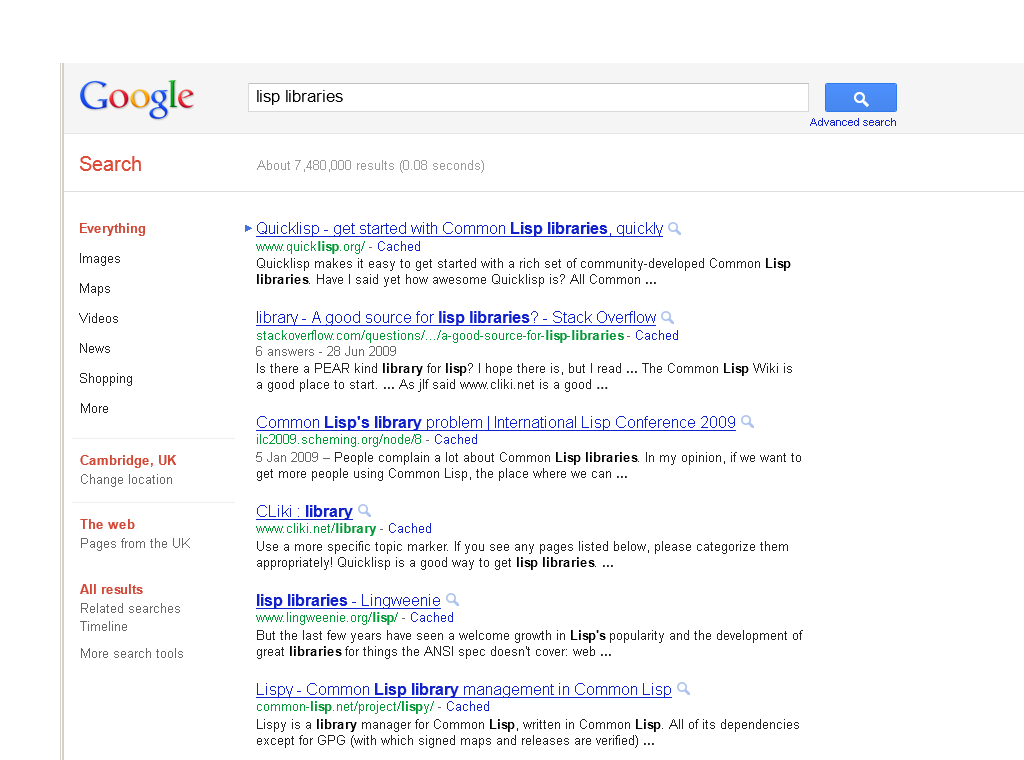 Google
lisp libraries
Advanced search
Search
About 7,480,000 results (0.08 seconds)
Everything
Images
Maps
Videos
News
Shopping
More
Cambridge, UK
Change location
The web
Pages from the UK
All results
Related searches
Timeline
More search tools
Quicklisp - get started with Common Lisp libraries, quickly
www.quicklisp.org/ - Cached
Quicklisp makes it easy to get started with a rich set of community-developed Common Lisp
libraries. Have I said yet how awesome Quicklisp is? All Common ...
library - A good source for lisp libraries? - Stack Overflow
stackoverflow.com/questions/.../a-good-source-for-lisp-libraries - Cached
6 answers - 28 Jun 2009
Is there a PEAR kind library for lisp? I hope there is, but I read ... The Common Lisp Wiki is
a good place to start. ... As jlf said www.cliki.net is a good ...
Common Lisp's library problem | International Lisp Conference 2009
ilc2009.scheming.org/node/8 - Cached
5 Jan 2009 – People complain a lot about Common Lisp libraries. In my opinion, if we want to
get more people using Common Lisp, the place where we can ...
CLiki : library
www.cliki.net/library - Cached
Use a more specific topic marker. If you see any pages listed below, please categorize them
appropriately! Quicklisp is a good way to get lisp libraries. ...
lisp libraries - Lingweenie
www.lingweenie.org/lisp/ - Cached
But the last few years have seen a welcome growth in Lisp's popularity and the development of
great libraries for things the ANSI spec doesn't cover: web ...
Lispy - Common Lisp library management in Common Lisp
common-lisp.net/project/lispy/ - Cached
Lispy is a library manager for Common Lisp, written in Common Lisp. All of its dependencies
except for GPG (with which signed maps and releases are verified) ...